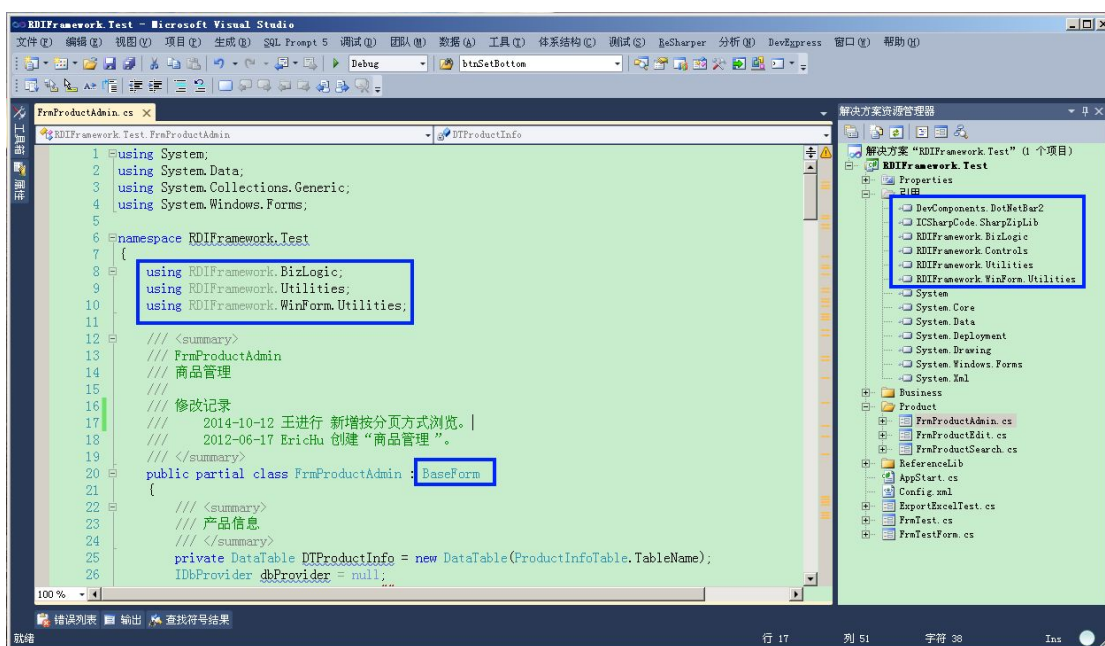 RDIFramework.Test - Microsoft Visual Studio
文件(F) 编辑(E) 视图(V) 项目(P) 生成(B) SQL Prompt 5 调试(D) 团队(M) 数据(A) 工具(T) 体系结构(C) 测试(S) ReSharper 分析(N) DevExpress 窗口(W) 帮助(H)
Debug btnSetBottom
FrmProductAdmin.cs
解决方案资源管理器
工具箱
属性
RDIFramework.Test.FrmProductAdmin DTProductInfo
1 using System;
2 using System.Data;
3 using System.Collections.Generic;
4 using System.Windows.Forms;
5
6 namespace RDIFramework.Test
7 {
8 using RDIFramework.BizLogic;
9 using RDIFramework.Utilities;
10 using RDIFramework.WinForm.Utilities;
11
12 /// <summary>
13 /// FrmProductAdmin
14 /// 商品管理
15 ///
16 /// 修改记录
17 /// 2014-10-12 王进行 新增按分页方式浏览。
18 /// 2012-06-17 EricHu 创建“商品管理 ”。
19 /// </summary>
20 public partial class FrmProductAdmin : BaseForm
21 {
22 /// <summary>
23 /// 产品信息
24 /// </summary>
25 private DataTable DTProductInfo = new DataTable(ProductInfoTable.TableName);
26 IDbProvider dbProvider = null;
100 %
解决方案“RDIFramework.Test” (1 个项目)
RDIFramework.Test
Properties
引用
DevComponents.DotNetBar2
ICSharpCode.SharpZipLib
RDIFramework.BizLogic
RDIFramework.Controls
RDIFramework.Utilities
RDIFramework.WinForm.Utilities
System
System.Core
System.Data
System.Deployment
System.Drawing
System.Windows.Forms
System.Xml
Business
Product
FrmProductAdmin.cs
FrmProductEdit.cs
FrmProductSearch.cs
ReferenceLib
AppStart.cs
Config.xml
ExportExcelTest.cs
FrmTest.cs
FrmTestForm.cs
错误列表 输出 查找符号结果
就绪 行 17 列 51 字符 38 Ins